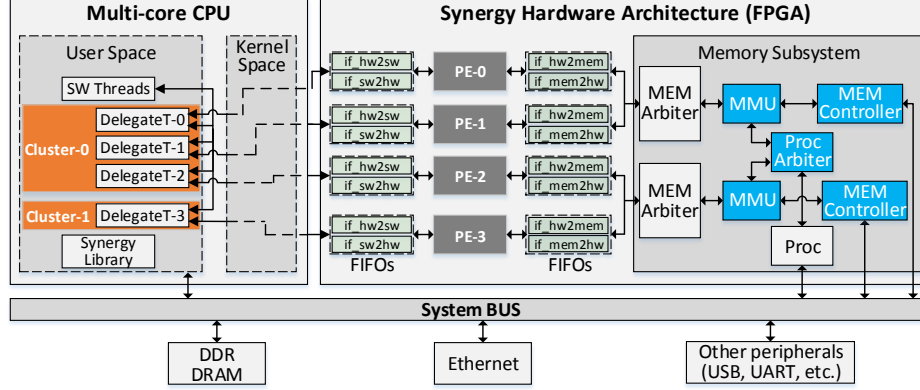 Multi-core CPU
User Space
Kernel
Space
SW Threads
Cluster-0
DelegateT-0
DelegateT-1
DelegateT-2
Cluster-1
DelegateT-3
Synergy
Library
Synergy Hardware Architecture (FPGA)
if_hw2sw
if_sw2hw
PE-0
if_hw2mem
if_mem2hw
if_hw2sw
if_sw2hw
PE-1
if_hw2mem
if_mem2hw
if_hw2sw
if_sw2hw
PE-2
if_hw2mem
if_mem2hw
if_hw2sw
if_sw2hw
PE-3
if_hw2mem
if_mem2hw
FIFOs
FIFOs
Memory Subsystem
MEM
Arbiter
MMU
MEM
Controller
Proc
Arbiter
MEM
Arbiter
MMU
MEM
Controller
Proc
System BUS
DDR
DRAM
Ethernet
Other peripherals
(USB, UART, etc.)